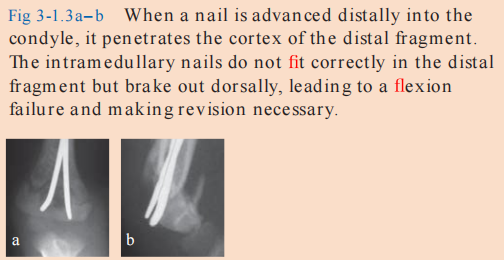 Fig 3-1.3a–b When a nail is advanced distally into the
condyle, it penetrates the cortex of the distal fragment.
The intramedullary nails do not fit correctly in the distal
fragment but brake out dorsally, leading to a flexion
failure and making revision necessary.
a b